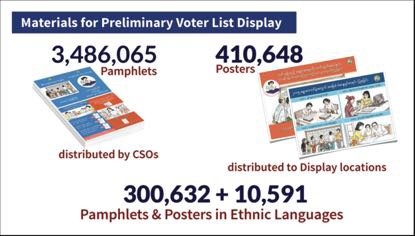 Materials for Preliminary Voter List Display
3,486,065
Pamphlets
410,648
Posters
distributed by CSOs
distributed to Display locations
300,632 + 10,591
Pamphlets & Posters in Ethnic Languages